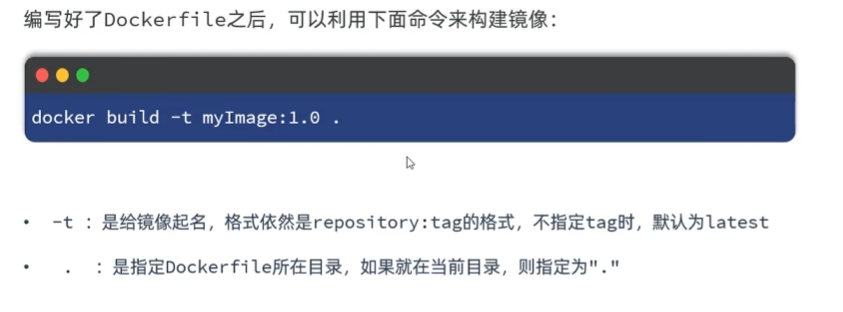 编写好了Dockerfile之后，可以利用下面命令来构建镜像：
docker build -t myImage:1.0 .
• -t ：是给镜像起名，格式依然是repository:tag的格式，不指定tag时，默认为latest
• . ：是指定Dockerfile所在目录，如果就在当前目录，则指定为"."